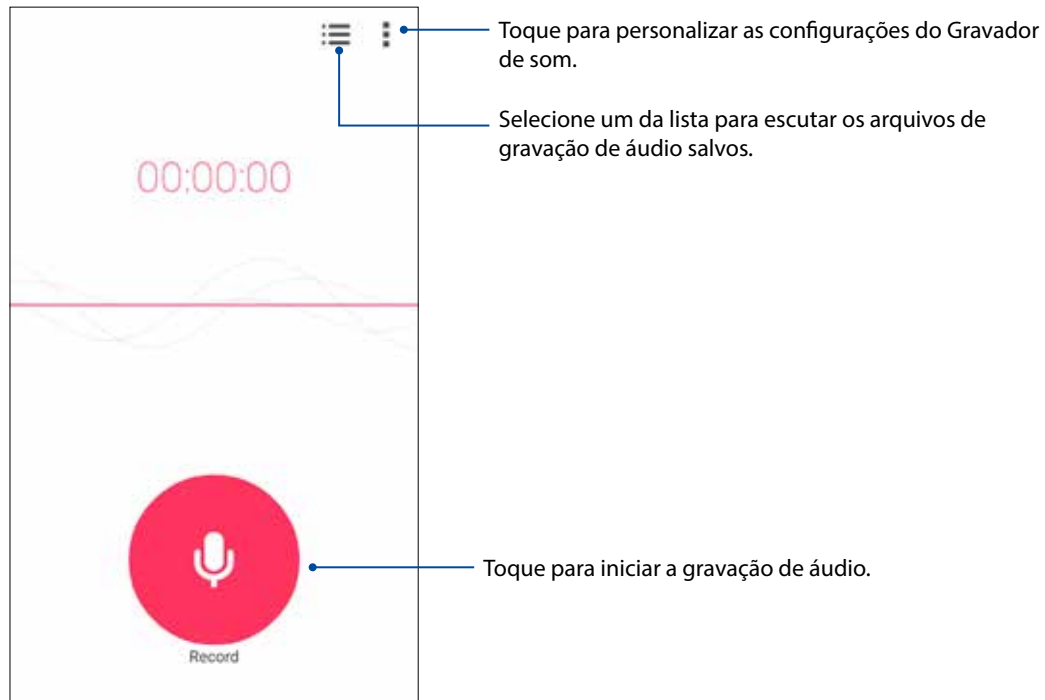 Toque para personalizar as configurações do Gravador
de som.
Selecione um da lista para escutar os arquivos de
gravação de áudio salvos.
00:00:00
Toque para iniciar a gravação de áudio.
Record